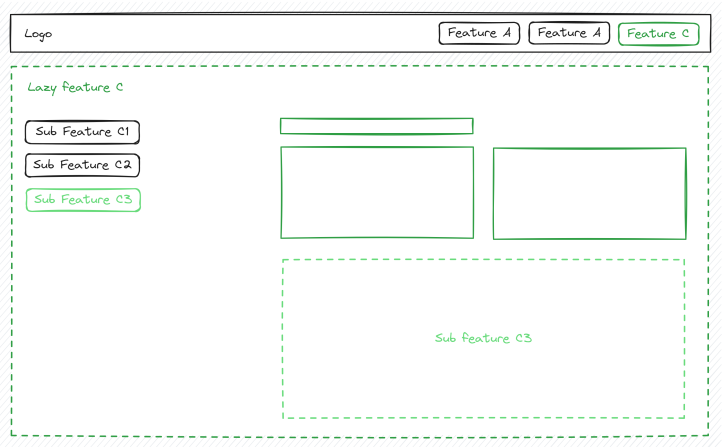 Logo
Feature A
Feature A
Feature C
Lazy feature C
Sub Feature C1
Sub Feature C2
Sub Feature C3
Sub feature C3